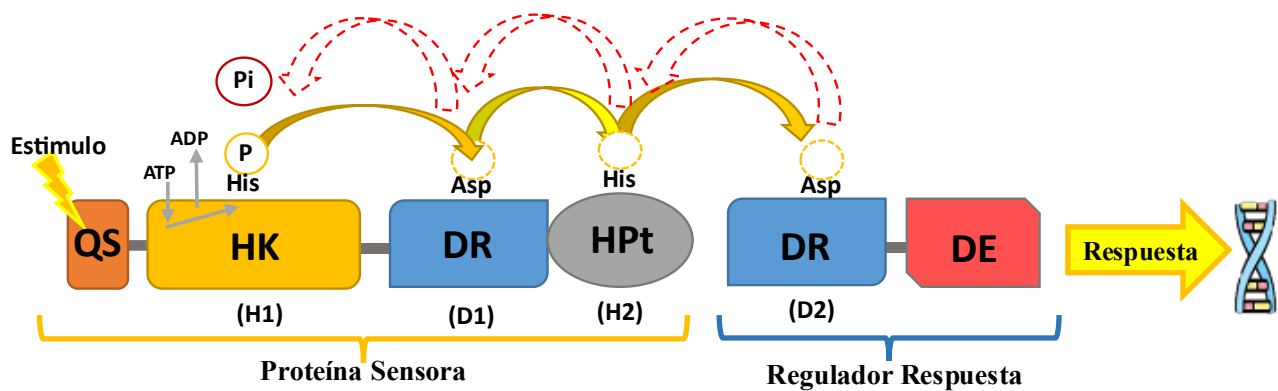 Pi
Estimulo
ADP
ATP
P
His
Asp
His
Asp
QS
HK
DR
HPt
DR
DE
Respuesta
(H1)
(D1)
(H2)
(D2)
Proteína Sensora
Regulador Respuesta